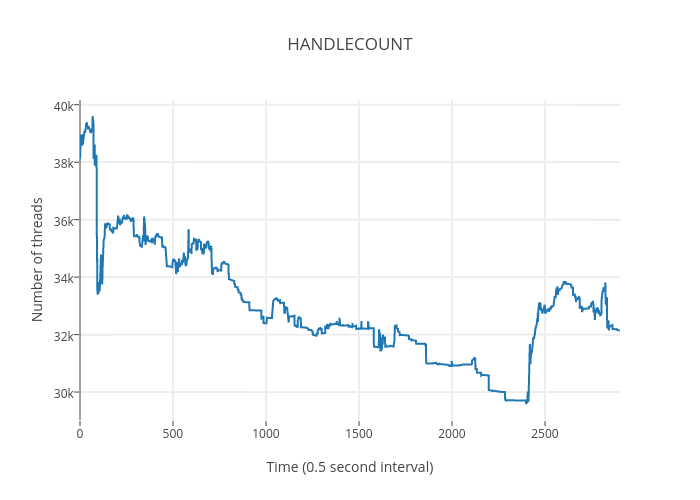 HANDLECOUNT
40k
38k
36k
34k
32k
30k
Number of threads
0 500 1000 1500 2000 2500
Time (0.5 second interval)